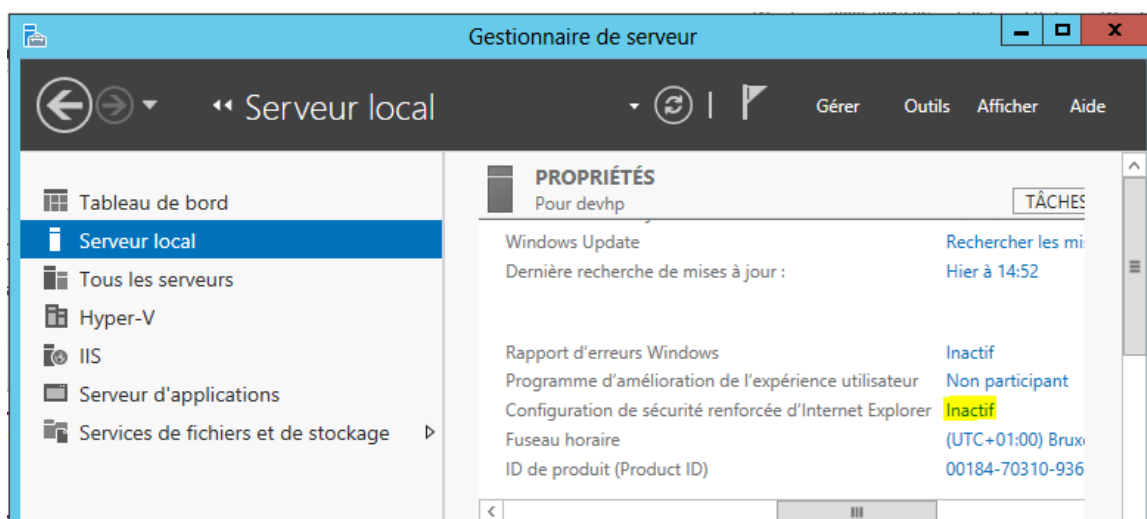 Gestionnaire de serveur
Serveur local
Gérer Outils Afficher Aide
Tableau de bord
Serveur local
Tous les serveurs
Hyper-V
IIS
Serveur d'applications
Services de fichiers et de stockage
PROPRIÉTÉS
Pour devhp
TÂCHES
Windows Update Rechercher les mi
Dernière recherche de mises à jour : Hier à 14:52
Rapport d'erreurs Windows Inactif
Programme d'amélioration de l'expérience utilisateur Non participant
Configuration de sécurité renforcée d'Internet Explorer Inactif
Fuseau horaire (UTC+01:00) Brux
ID de produit (Product ID) 00184-70310-936